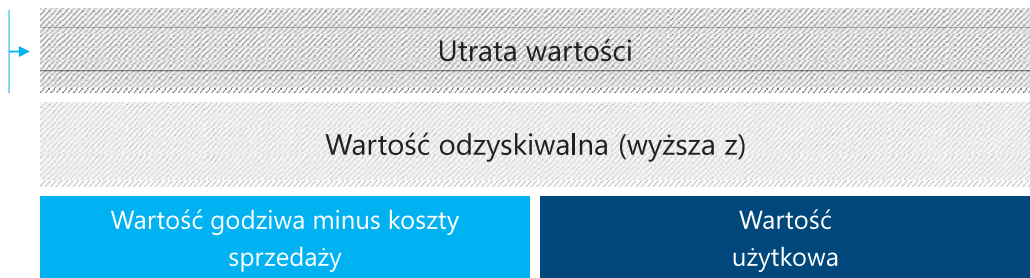 Utrata wartości
Wartość odzyskiwalna (wyższa z)
Wartość godziwa minus koszty
sprzedaży
Wartość
użytkowa